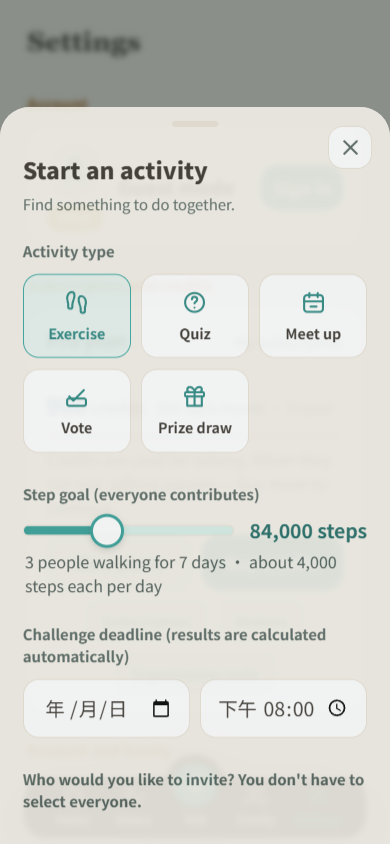 Settings
Start an activity
Find something to do together.
Activity type
Exercise
Quiz
Meet up
Vote
Prize draw
Step goal (everyone contributes)
84,000 steps
3 people walking for 7 days • about 4,000
steps each per day
Challenge deadline (results are calculated
automatically)
年 /月/日
下午 08:00
Who would you like to invite? You don't have to
select everyone.